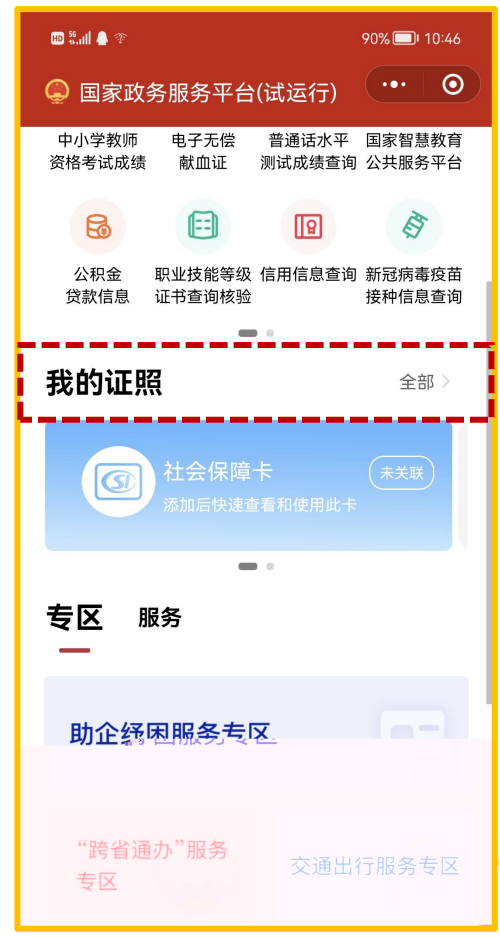 HD 5G 90% 10:46
国家政务服务平台(试运行)
中小学教师 电子无偿 普通话水平 国家智慧教育
资格考试成绩 献血证 测试成绩查询 公共服务平台
公积金 职业技能等级 信用信息查询 新冠病毒疫苗
贷款信息 证书查询核验 接种信息查询
我的证照 全部
社会保障卡 未关联
添加后快速查看和使用此卡
专区 服务
助企纾困服务专区
“跨省通办”服务
专区
交通出行服务专区